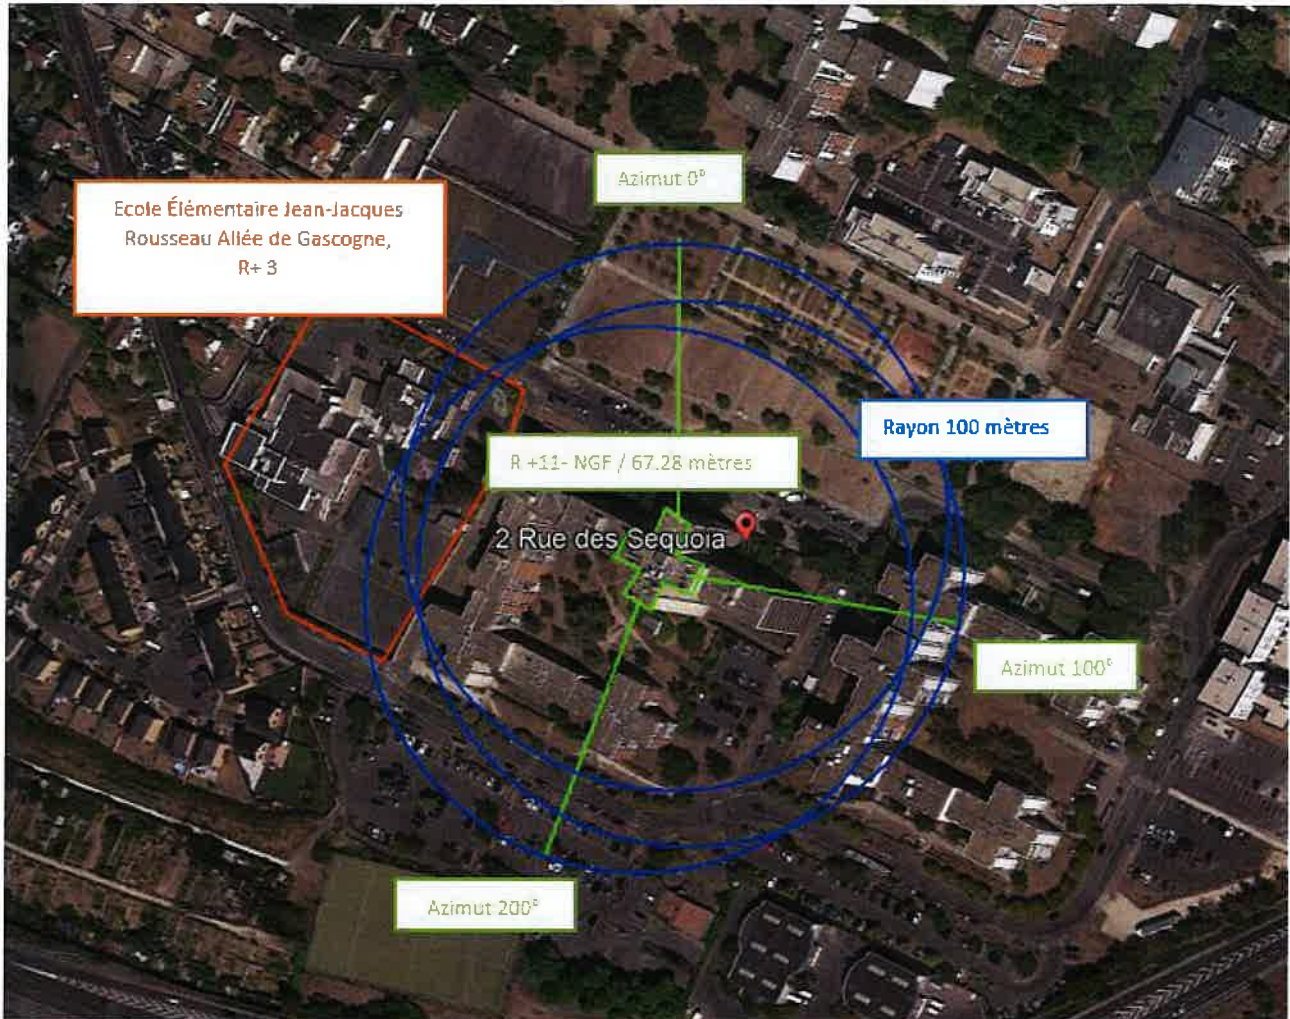 Azimut 0°
Ecole Élémentaire Jean-Jacques
Rousseau Allée de Gascogne,
R+ 3
Rayon 100 mètres
R +11- NGF / 67.28 mètres
2 Rue des Sequoia
Azimut 100°
Azimut 200°